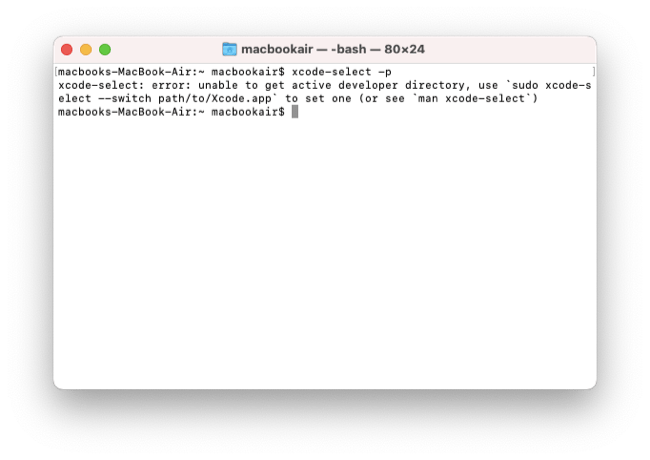 macbookair — -bash — 80×24
[macbooks-MacBook-Air:~ macbookair$ xcode-select -p ]
xcode-select: error: unable to get active developer directory, use `sudo xcode-s
elect --switch path/to/Xcode.app` to set one (or see `man xcode-select`)
macbooks-MacBook-Air:~ macbookair$